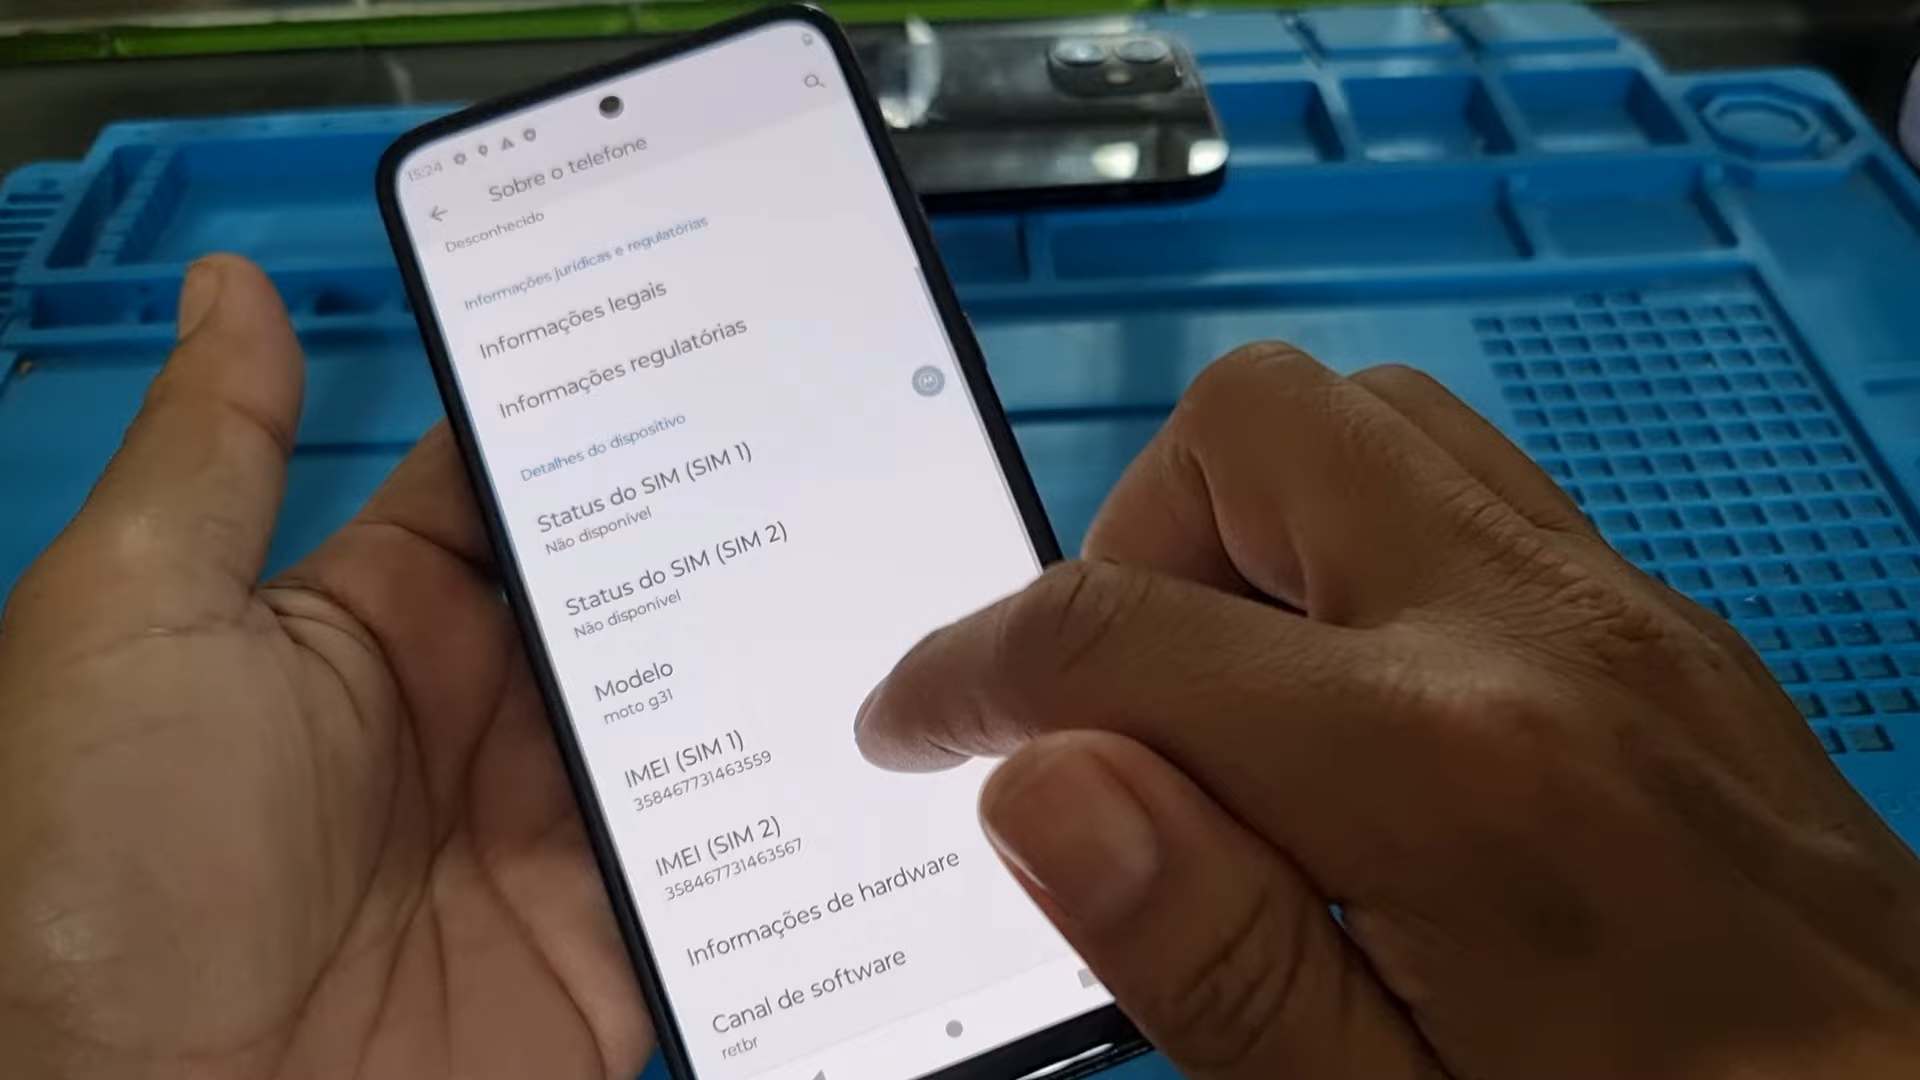 15:24
Sobre o telefone
Desconhecido
Informações jurídicas e regulatórias
Informações legais
Informações regulatórias
Detalhes do dispositivo
Status do SIM (SIM 1)
Não disponível
Status do SIM (SIM 2)
Não disponível
Modelo
moto g31
IMEI (SIM 1)
358467731463559
IMEI (SIM 2)
358467731463567
Informações de hardware
Canal de software
retbr